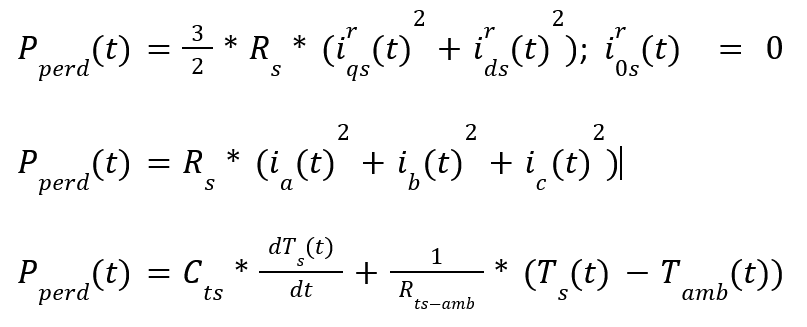 P_perd(t) = 3/2 * R_s * (i^r_qs(t)^2 + i^r_ds(t)^2); i^r_0s(t) = 0
P_perd(t) = R_s * (i_a(t)^2 + i_b(t)^2 + i_c(t)^2)
P_perd(t) = C_ts * dT_s(t)/dt + 1/R_ts−amb * (T_s(t) − T_amb(t))